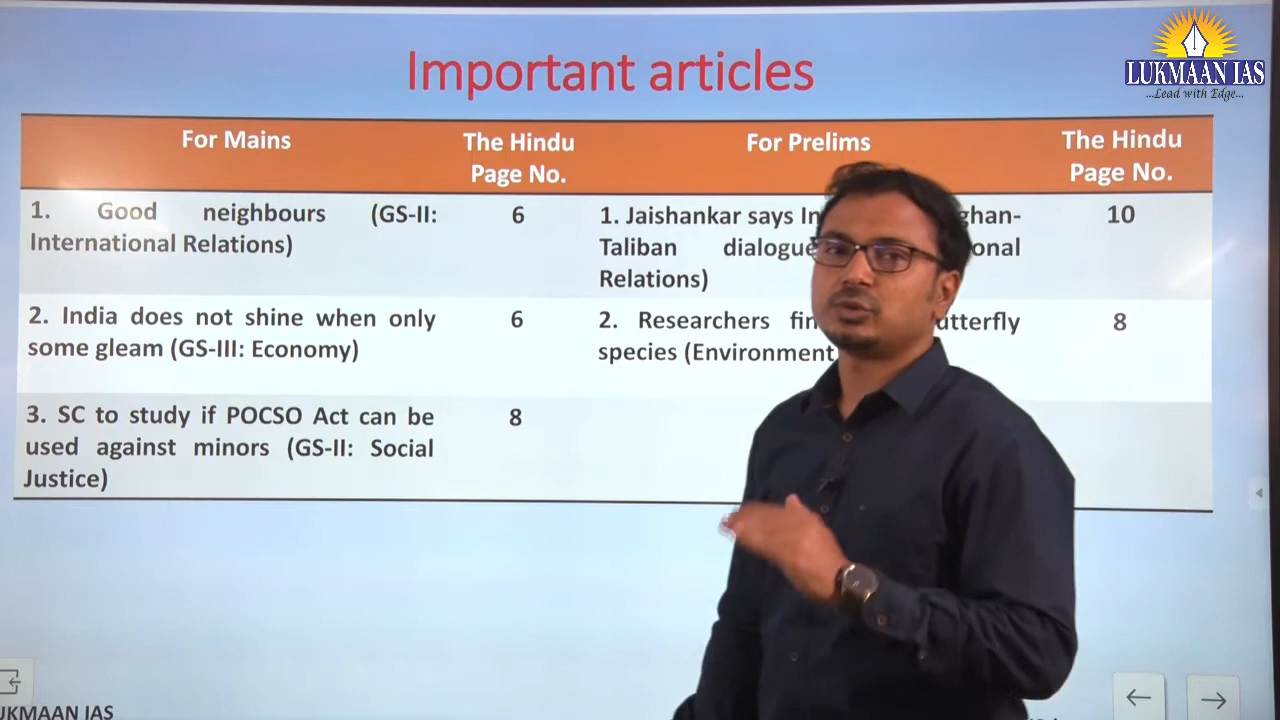 Important articles
LUKMAAN IAS
...Lead with Edge...
For Mains
The Hindu
Page No.
For Prelims
The Hindu
Page No.
1. Good neighbours (GS-II:
International Relations)
6
1. Jaishankar says
Taliban dialogue
Relations)
10
2. India does not shine when only
some gleam (GS-III: Economy)
6
2. Researchers
species (Environment
8
3. SC to study if POCSO Act can be
used against minors (GS-II: Social
Justice)
8
IAS